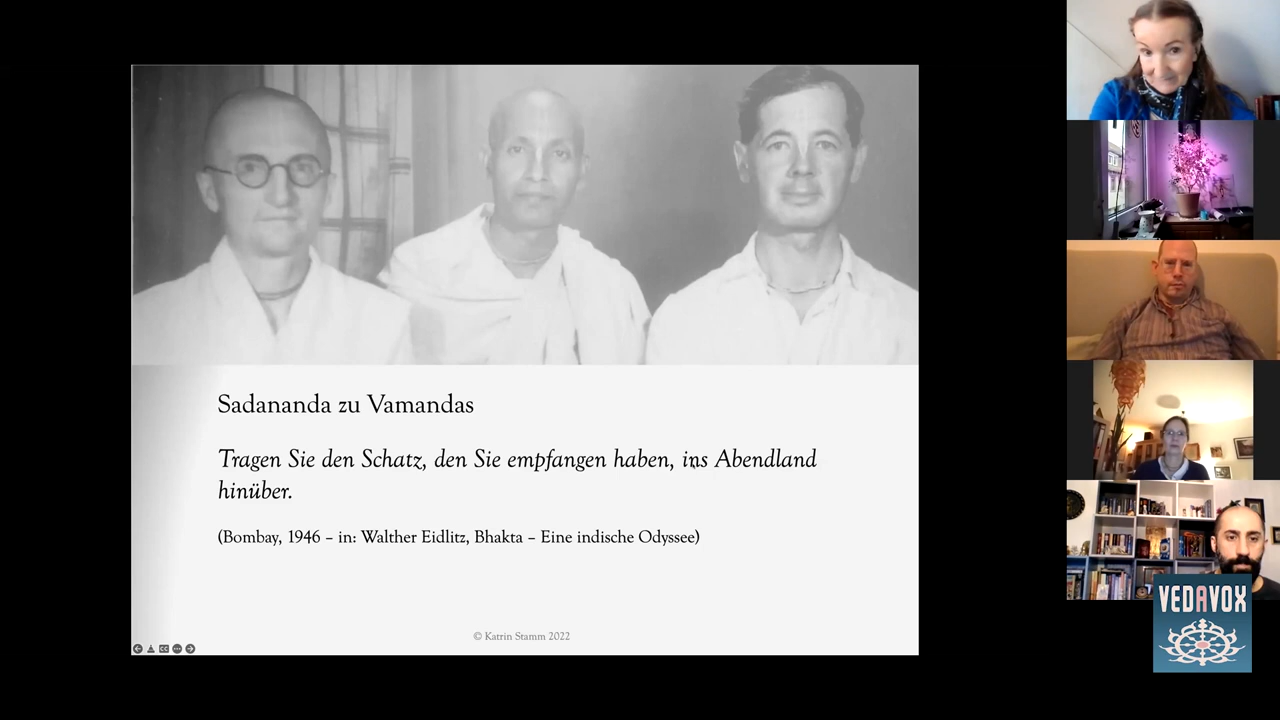 Sadananda zu Vamandas
Tragen Sie den Schatz, den Sie empfangen haben, ins Abendland
hinüber.
(Bombay, 1946 – in: Walther Eidlitz, Bhakta – Eine indische Odyssee)
© Katrin Stamm 2022
VEDAVOX